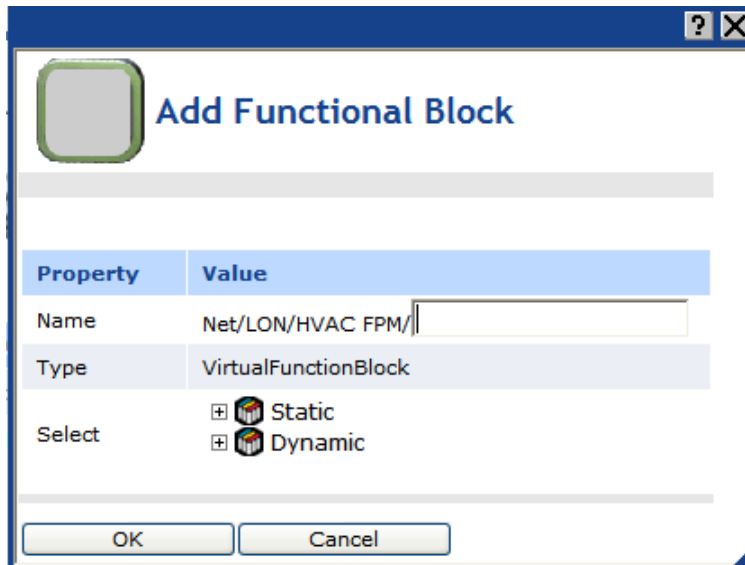 ?
Add Functional Block
Property Value
Name Net/LON/HVAC FPM/
Type VirtualFunctionBlock
Select
Static
Dynamic
OK Cancel